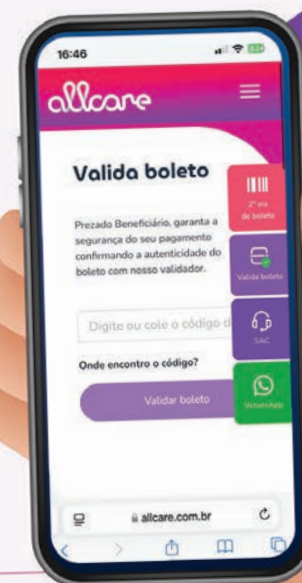 16:46
allcare
Valida boleto
2ª via
de boleto
Prezado Beneficiário, garanta a
segurança do seu pagamento
confirmando a autenticidade do
boleto com nosso validador.
Valida boleto
Digite ou cole o código d
SAC
Onde encontro o código?
Validar boleto
WhatsApp
allcare.com.br